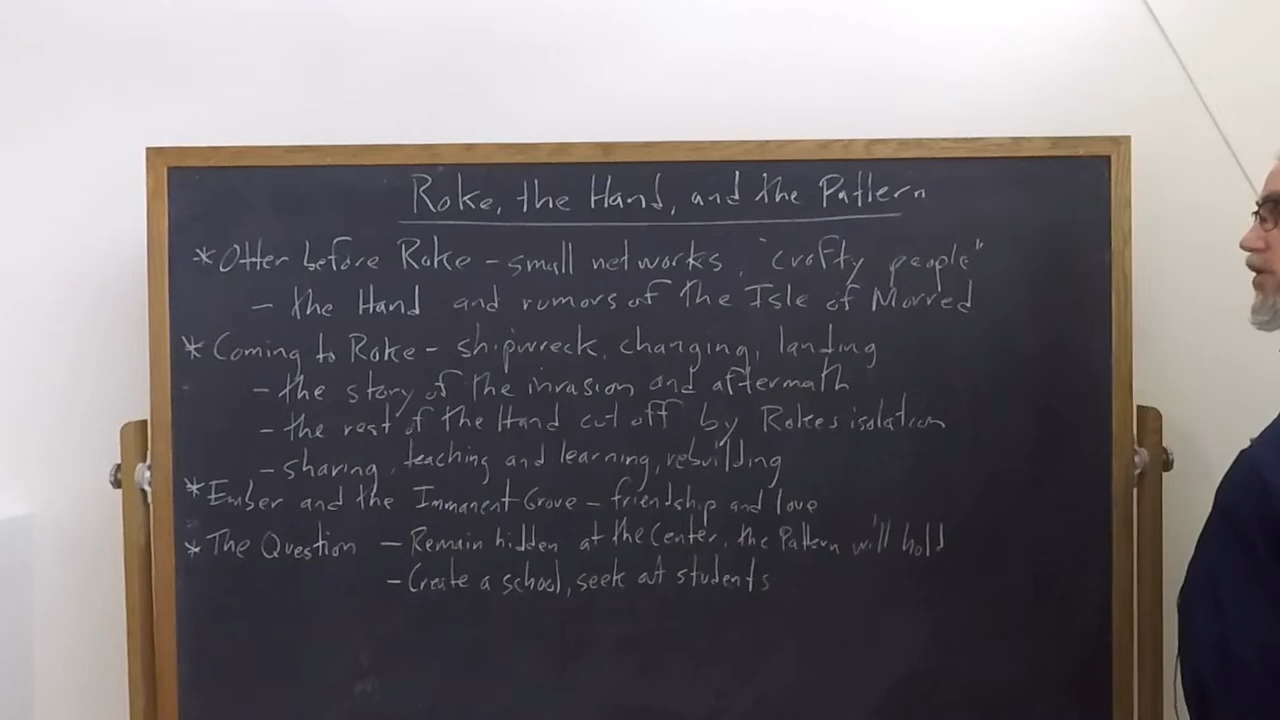 Roke, the Hand, and the Pattern
* Otter before Roke - small networks, "crafty people"
- the Hand and rumors of the Isle of Morred
* Coming to Roke - shipwreck, changing, landing
- the story of the invasion and aftermath
- the rest of the Hand cut off by Rokes isolation
- sharing, teaching and learning, rebuilding
* Ember and the Immanent Grove - friendship and love
* The Question - Remain hidden at the Center, the Pattern will hold
- Create a school, seek out students